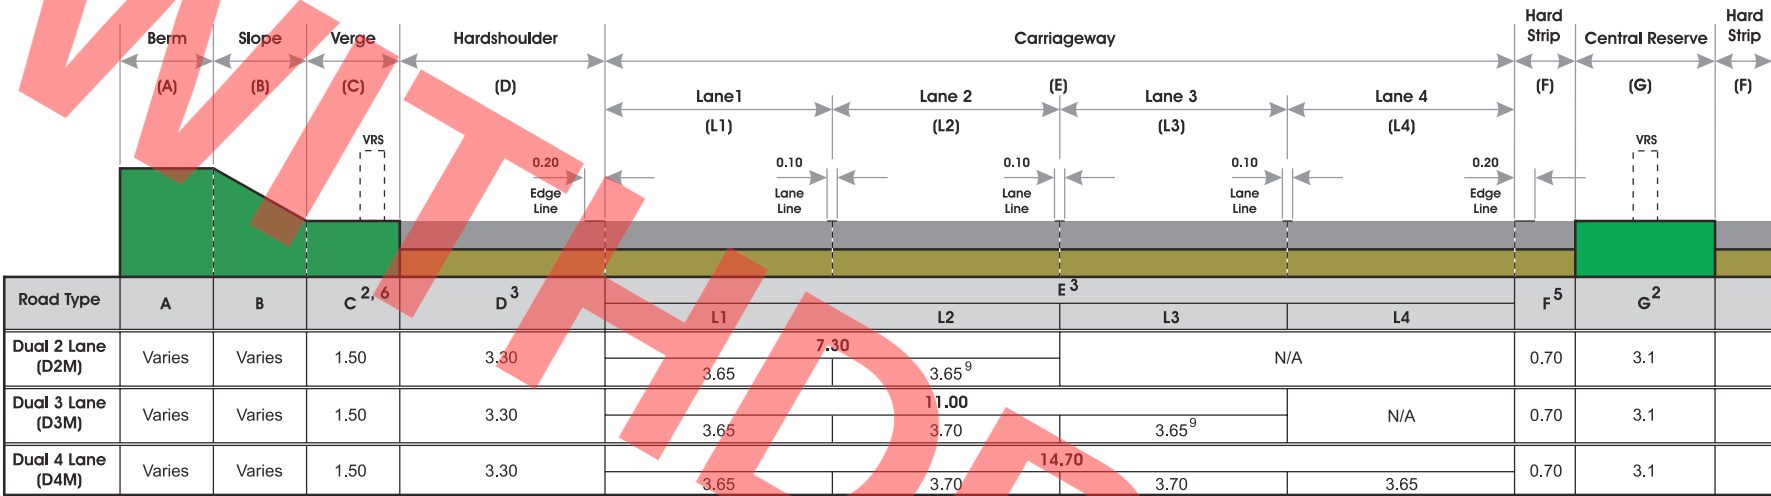 Berm Slope Verge Hardshoulder Carriageway Hard Strip Central Reserve Hard Strip
(A) (B) (C) (D) (E) (F) (G) (F)
Lane1 Lane 2 Lane 3 Lane 4
(L1) (L2) (L3) (L4)
VRS VRS
0.20 0.10 0.10 0.10 0.20
Edge Line Lane Line Lane Line Lane Line Edge Line
Road Type A B C 2, 6 D 3 E 3 F 5 G 2
L1 L2 L3 L4
Dual 2 Lane (D2M) Varies Varies 1.50 3.30 7.30 N/A 0.70 3.1
3.65 3.65 9
Dual 3 Lane (D3M) Varies Varies 1.50 3.30 11.00 N/A 0.70 3.1
3.65 3.70 3.65 9
Dual 4 Lane (D4M) Varies Varies 1.50 3.30 14.70 0.70 3.1
3.65 3.70 3.70 3.65
WITHDR